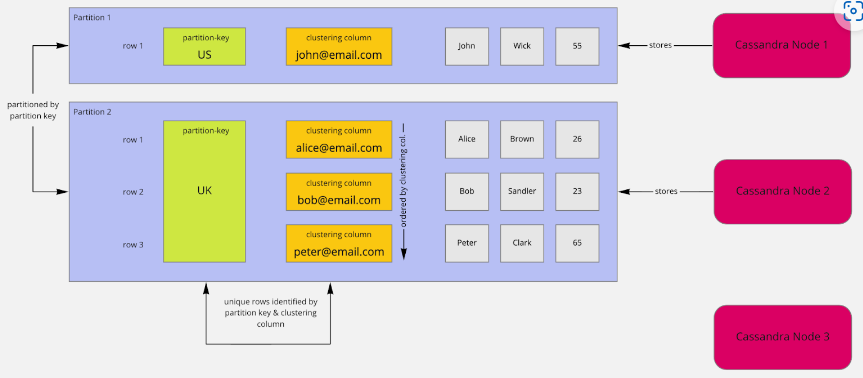 Partition 1
row 1
partition-key
US
clustering column
john@email.com
John
Wick
55
stores
Cassandra Node 1
partitioned by
partition key
Partition 2
row 1
partition-key
UK
clustering column
alice@email.com
Alice
Brown
26
ordered by clustering col.
row 2
clustering column
bob@email.com
Bob
Sandler
23
stores
Cassandra Node 2
row 3
clustering column
peter@email.com
Peter
Clark
65
unique rows identified by
partition key & clustering
column
Cassandra Node 3